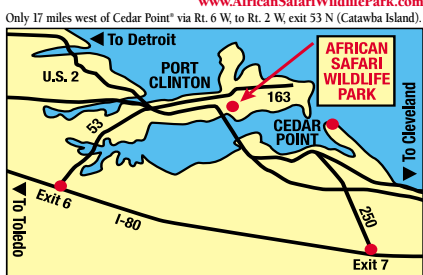 www.AfricanSafariWildlifePark.com
Only 17 miles west of Cedar Point® via Rt. 6 W, to Rt. 2 W, exit 53 N (Catawba Island).
To Detroit
U.S. 2
PORT
CLINTON
AFRICAN
SAFARI
WILDLIFE
PARK
163
53
CEDAR
POINT
To Cleveland
Exit 6
To Toledo
I-80
250
Exit 7